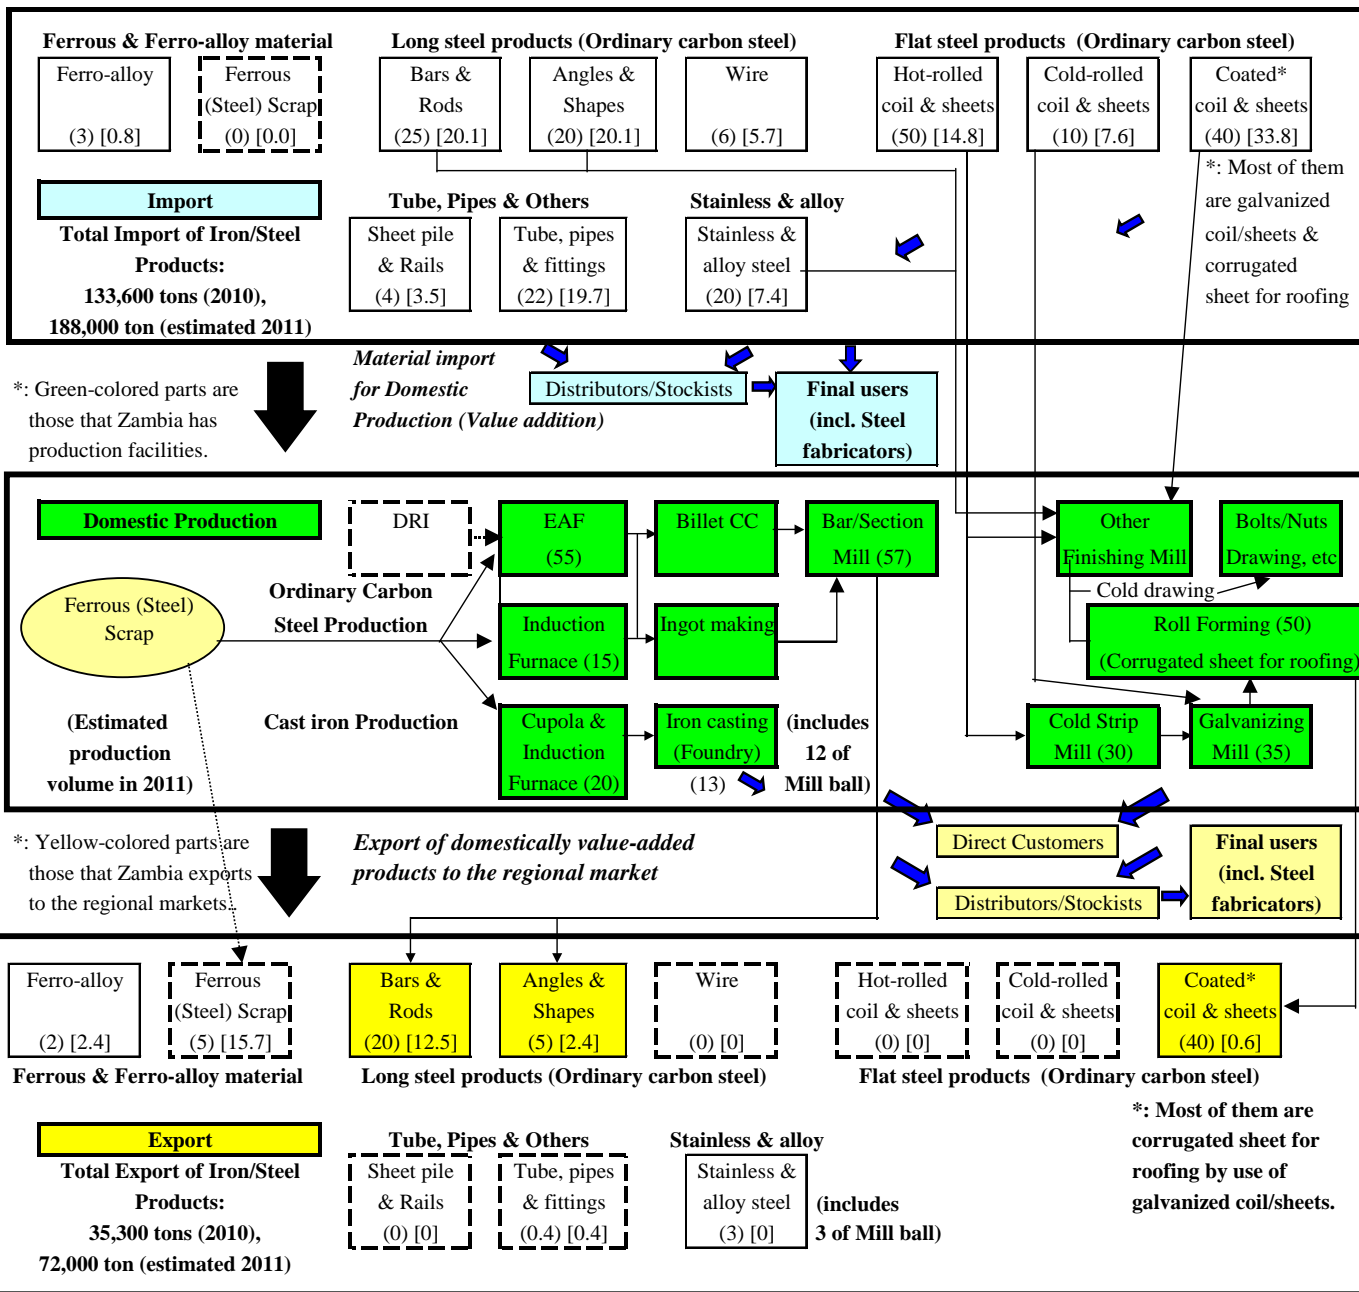 Ferrous & Ferro-alloy material
Long steel products (Ordinary carbon steel)
Flat steel products (Ordinary carbon steel)
Ferro-alloy
(3) [0.8]
Ferrous
(Steel) Scrap
(0) [0.0]
Bars &
Rods
(25) [20.1]
Angles &
Shapes
(20) [20.1]
Wire
(6) [5.7]
Hot-rolled
coil & sheets
(50) [14.8]
Cold-rolled
coil & sheets
(10) [7.6]
Coated*
coil & sheets
(40) [33.8]
*: Most of them
are galvanized
coil/sheets &
corrugated
sheet for roofing
Import
Total Import of Iron/Steel
Products:
133,600 tons (2010),
188,000 ton (estimated 2011)
Tube, Pipes & Others
Stainless & alloy
Sheet pile
& Rails
(4) [3.5]
Tube, pipes
& fittings
(22) [19.7]
Stainless &
alloy steel
(20) [7.4]
*: Green-colored parts are
those that Zambia has
production facilities.
Material import
for Domestic
Production (Value addition)
Distributors/Stockists
Final users
(incl. Steel
fabricators)
Domestic Production
DRI
EAF
(55)
Billet CC
Bar/Section
Mill (57)
Other
Finishing Mill
Bolts/Nuts
Drawing, etc
Cold drawing
Ferrous (Steel)
Scrap
Ordinary Carbon
Steel Production
Induction
Furnace (15)
Ingot making
Roll Forming (50)
(Corrugated sheet for roofing)
(Estimated
production
volume in 2011)
Cast iron Production
Cupola &
Induction
Furnace (20)
Iron casting
(Foundry)
(13)
(includes
12 of
Mill ball)
Cold Strip
Mill (30)
Galvanizing
Mill (35)
*: Yellow-colored parts are
those that Zambia exports
to the regional markets..
Export of domestically value-added
products to the regional market
Direct Customers
Distributors/Stockists
Final users
(incl. Steel
fabricators)
Ferro-alloy
(2) [2.4]
Ferrous
(Steel) Scrap
(5) [15.7]
Bars &
Rods
(20) [12.5]
Angles &
Shapes
(5) [2.4]
Wire
(0) [0]
Hot-rolled
coil & sheets
(0) [0]
Cold-rolled
coil & sheets
(0) [0]
Coated*
coil & sheets
(40) [0.6]
Ferrous & Ferro-alloy material
Long steel products (Ordinary carbon steel)
Flat steel products (Ordinary carbon steel)
*: Most of them are
corrugated sheet for
roofing by use of
galvanized coil/sheets.
Export
Total Export of Iron/Steel
Products:
35,300 tons (2010),
72,000 ton (estimated 2011)
Tube, Pipes & Others
Stainless & alloy
Sheet pile
& Rails
(0) [0]
Tube, pipes
& fittings
(0.4) [0.4]
Stainless &
alloy steel
(3) [0]
(includes
3 of Mill ball)